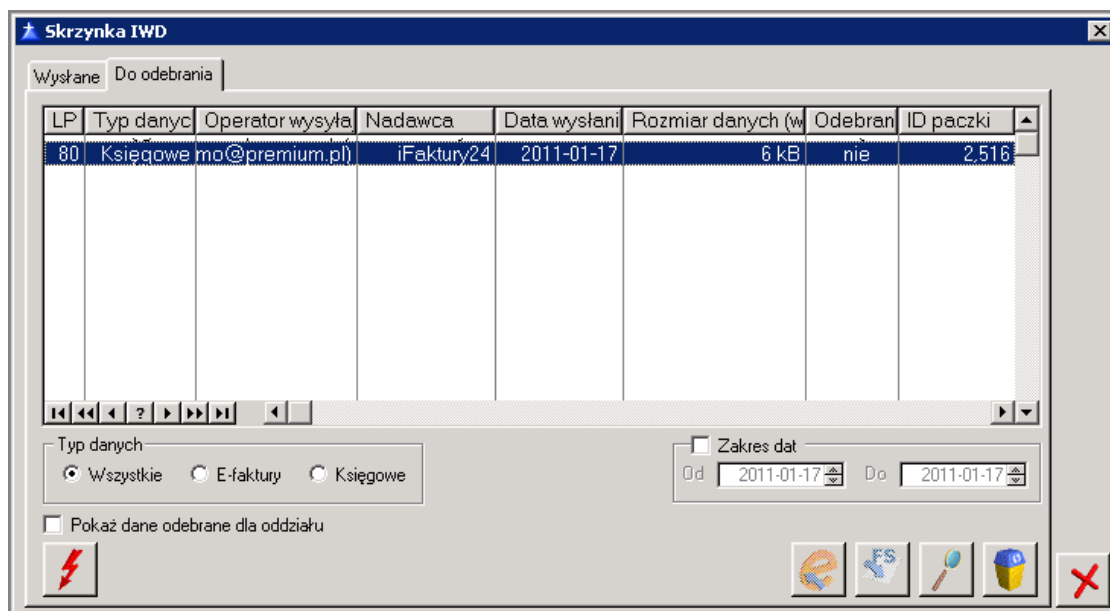 Skrzynka IWD
Wysłane Do odebrania
LP Typ danyc Operator wysyła Nadawca Data wysłani Rozmiar danych (w Odebran ID paczki
80 Księgowe mo@premium.pl) iFaktury24 2011-01-17 6 kB nie 2,516
?
Typ danych Zakres dat
Wszystkie E-faktury Księgowe Od 2011-01-17 Do 2011-01-17
Pokaż dane odebrane dla oddziału
FS